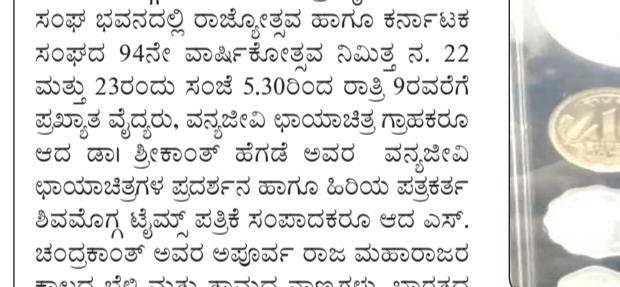 ಸಂಘ ಭವನದಲ್ಲಿ ರಾಜ್ಯೋತ್ಸವ ಹಾಗೂ ಕರ್ನಾಟಕ
ಸಂಘದ 94ನೇ ವಾರ್ಷಿಕೋತ್ಸವ ನಿಮಿತ್ತ ನ. 22
ಮತ್ತು 23ರಂದು ಸಂಜೆ 5.30ರಿಂದ ರಾತ್ರಿ 9ರವರೆಗೆ
ಪ್ರಖ್ಯಾತ ವೈದ್ಯರು, ವನ್ಯಜೀವಿ ಛಾಯಾಚಿತ್ರ ಗ್ರಾಹಕರೂ
ಆದ ಡಾ| ಶ್ರೀಕಾಂತ್ ಹೆಗಡೆ ಅವರ ವನ್ಯಜೀವಿ
ಛಾಯಾಚಿತ್ರಗಳ ಪ್ರದರ್ಶನ ಹಾಗೂ ಹಿರಿಯ ಪತ್ರಕರ್ತ
ಶಿವಮೊಗ್ಗ ಟೈಮ್ಸ್ ಪತ್ರಿಕೆ ಸಂಪಾದಕರೂ ಆದ ಎಸ್.
ಚಂದ್ರಕಾಂತ್ ಅವರ ಅಪೂರ್ವ ರಾಜ ಮಹಾರಾಜರ